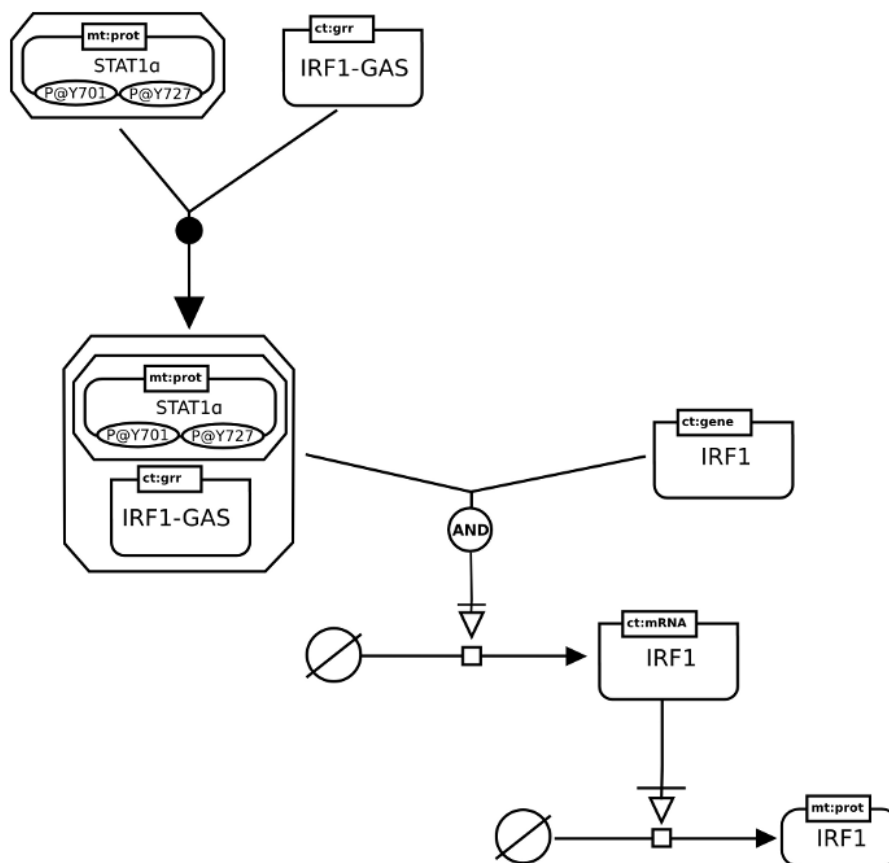 mt:prot
STAT1α
P@Y701 P@Y727
ct:grr
IRF1-GAS
mt:prot
STAT1α
P@Y701 P@Y727
ct:grr
IRF1-GAS
ct:gene
IRF1
AND
ct:mRNA
IRF1
mt:prot
IRF1